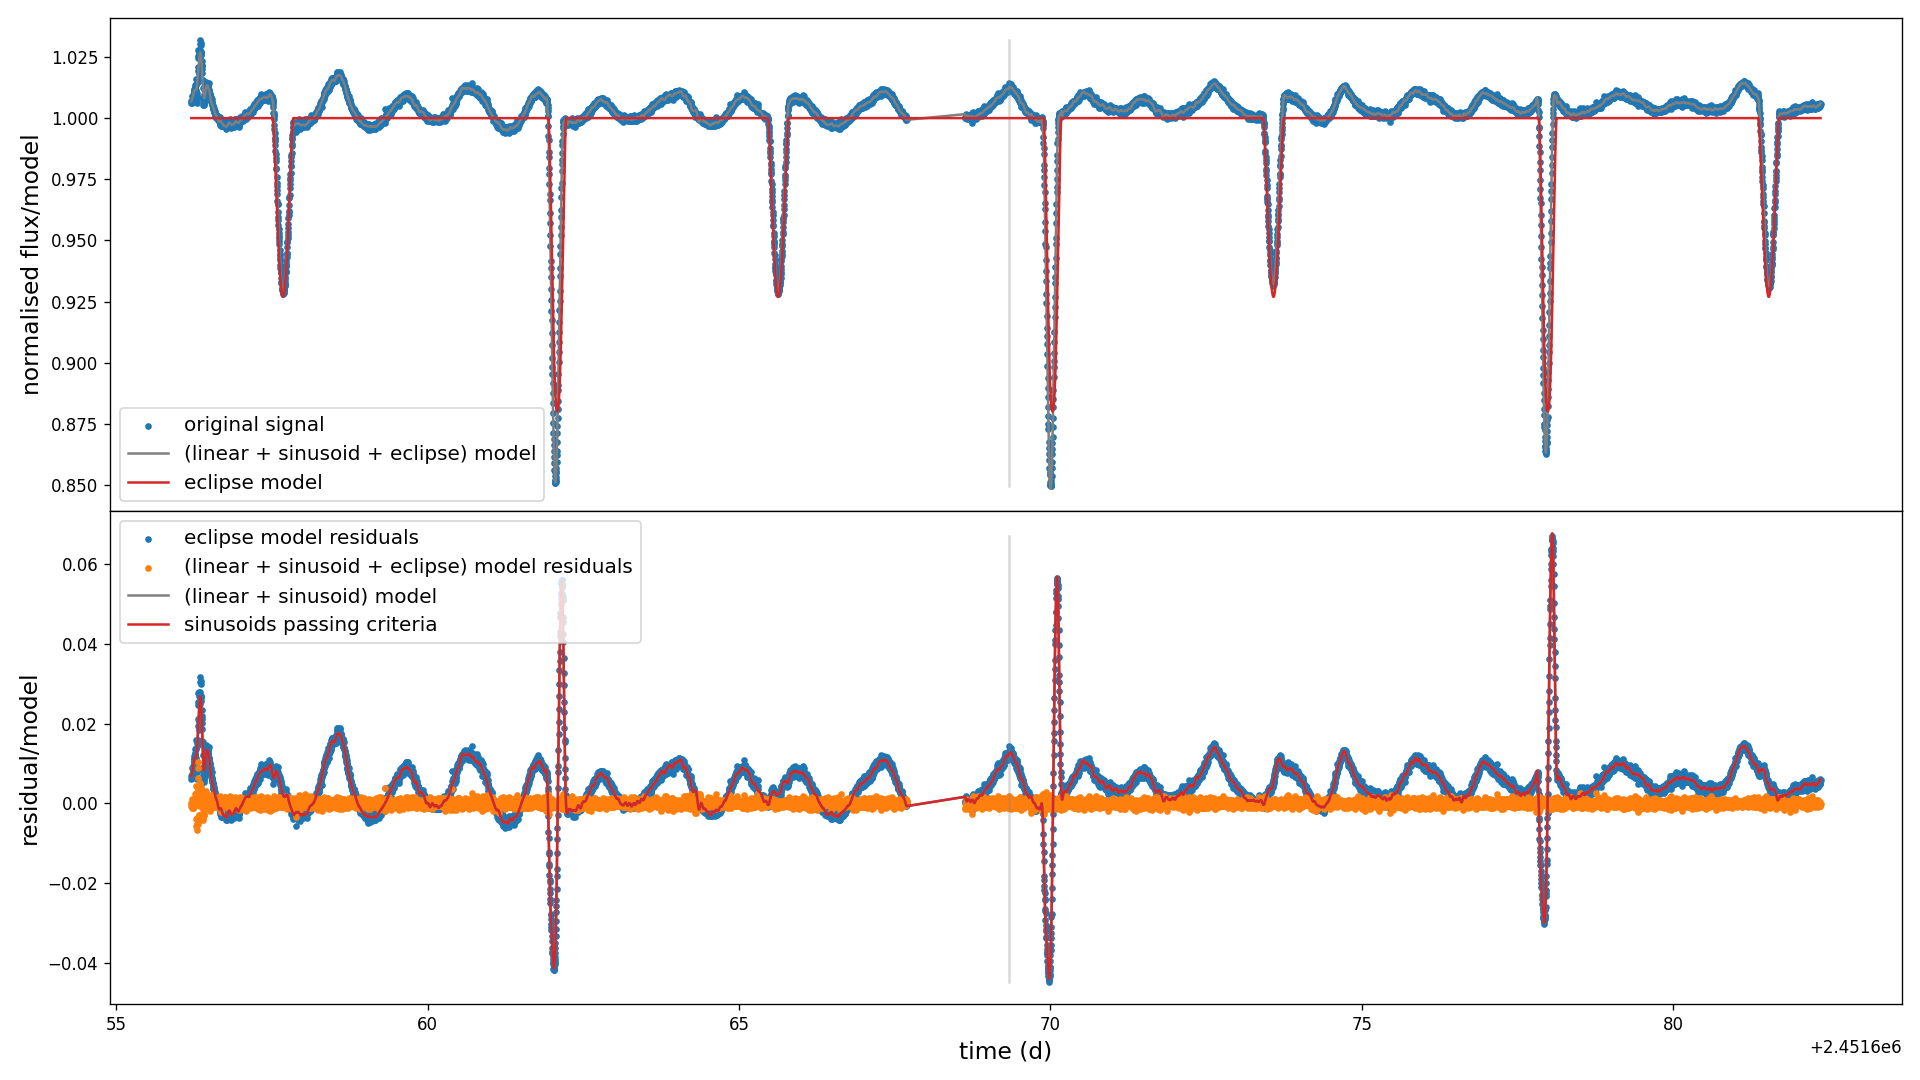 normalised flux/model
1.025
1.000
0.975
0.950
0.925
0.900
0.875
0.850
original signal
(linear + sinusoid + eclipse) model
eclipse model
residual/model
0.06
0.04
0.02
0.00
−0.02
−0.04
eclipse model residuals
(linear + sinusoid + eclipse) model residuals
(linear + sinusoid) model
sinusoids passing criteria
55 60 65 70 75 80
time (d)
+2.4516e6